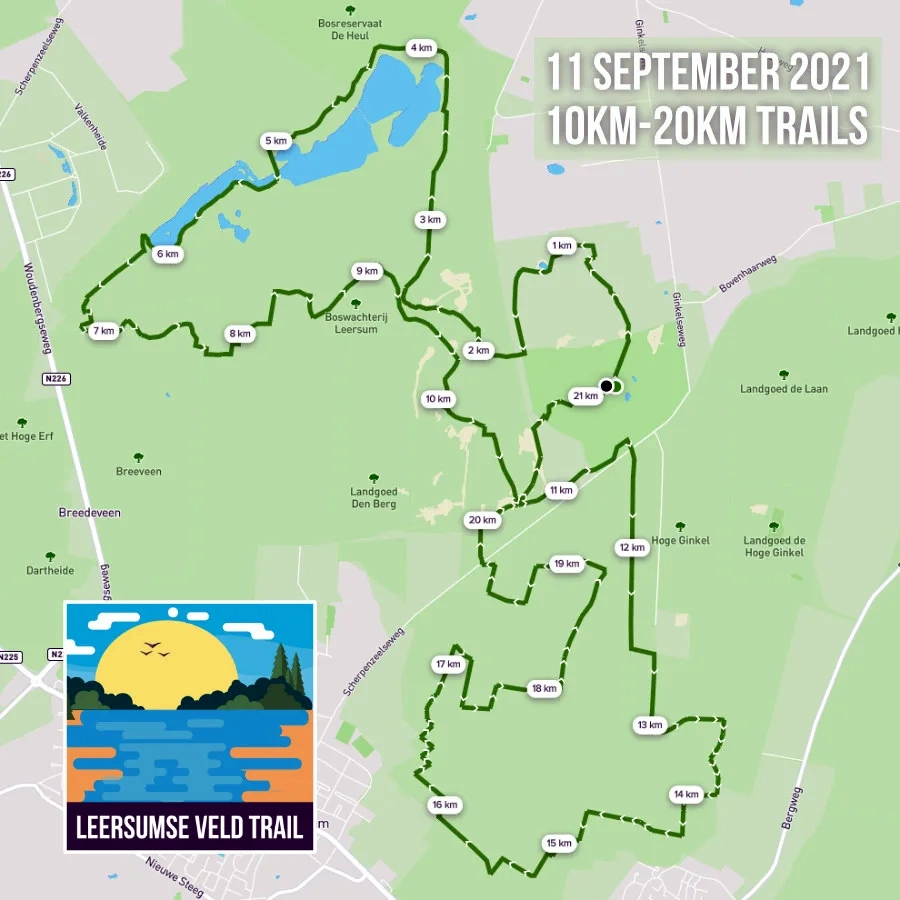 Bosreservaat
De Heul
Scherpenzeelseweg
4 km
11 SEPTEMBER 2021
10KM-20KM TRAILS
Valkenheide
5 km
3 km
6 km
1 km
Bovenhaarweg
Woudenbergseweg
9 km
Ginkelseweg
Boswachterij
Leersum
7 km
8 km
2 km
N226
21 km
Landgoed de Laan
Landgoed
10 km
et Hoge Erf
Breeveen
Landgoed
Den Berg
11 km
Breedeveen
20 km
12 km
Hoge Ginkel
Landgoed de
Hoge Ginkel
Dartheide
19 km
gseweg
Scherpenzeelseweg
N225
N2
17 km
18 km
13 km
14 km
16 km
Bergweg
15 km
LEERSUMSE VELD TRAIL
m
Nieuwe Steeg